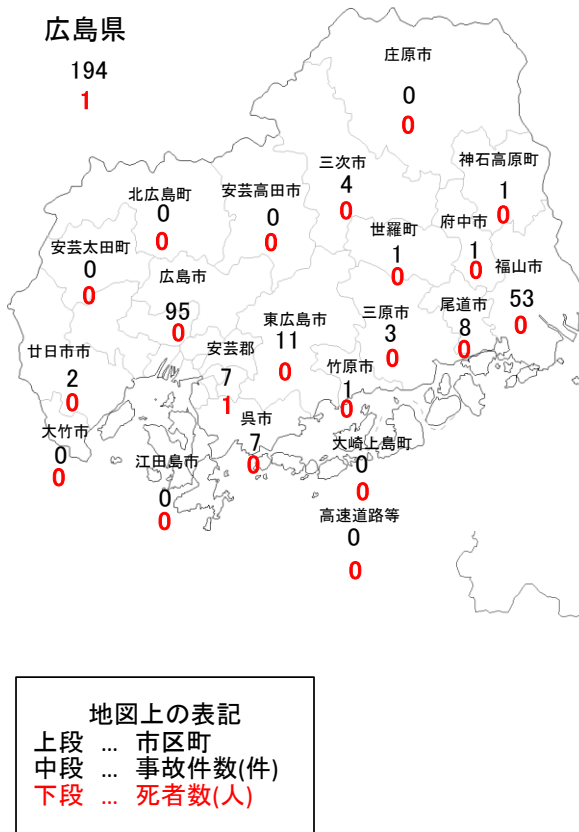 広島県
194
1
庄原市
0
0
神石高原町
1
0
三次市
4
0
北広島町
0
0
安芸高田市
0
0
世羅町
1
0
府中市
1
0
安芸太田町
0
0
福山市
53
0
広島市
95
0
東広島市
11
0
三原市
3
0
尾道市
8
0
安芸郡
7
1
廿日市市
2
0
竹原市
1
0
呉市
7
0
大竹市
0
0
大崎上島町
0
0
江田島市
0
0
高速道路等
0
0
地図上の表記
上段 … 市区町
中段 … 事故件数(件)
下段 … 死者数(人)